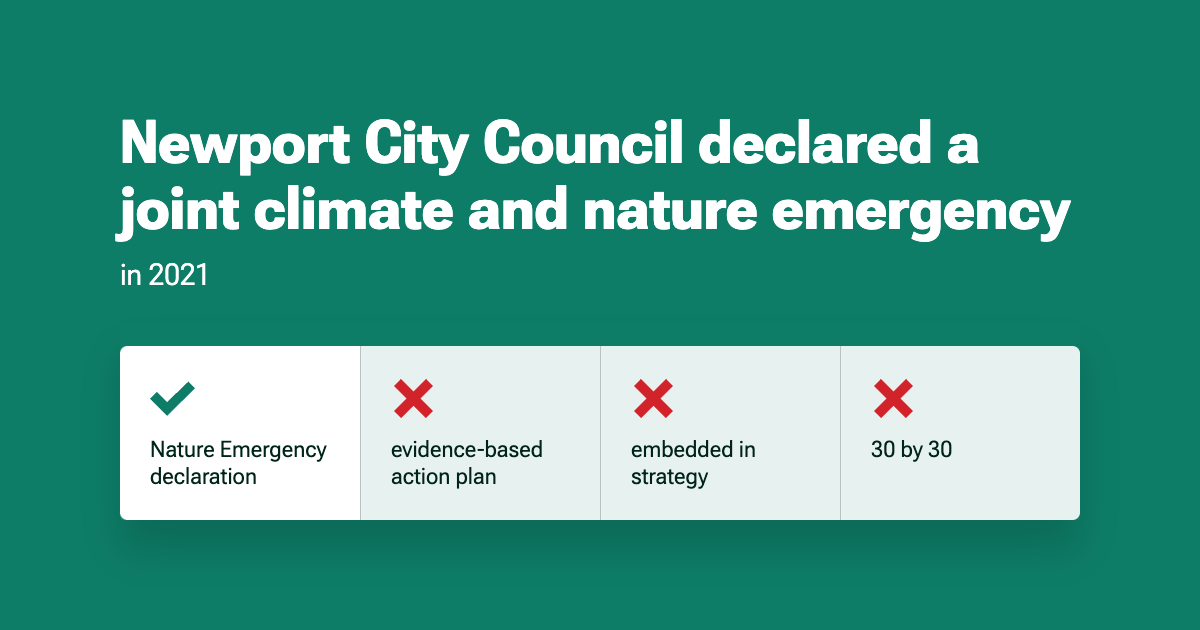 Newport City Council declared a
joint climate and nature emergency
in 2021
Nature Emergency
declaration
evidence-based
action plan
embedded in
strategy
30 by 30